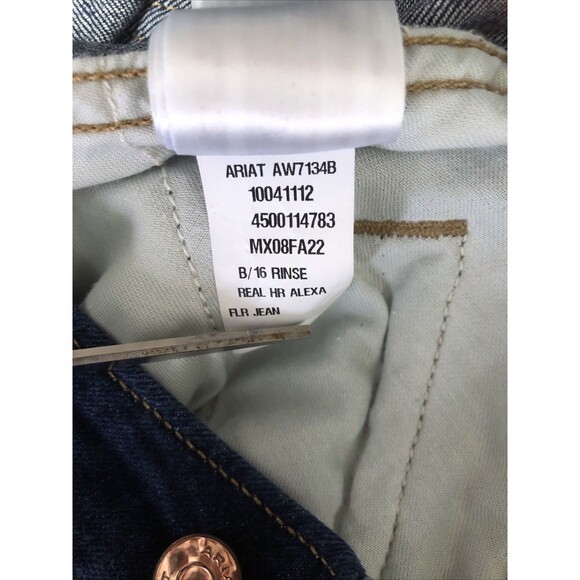 ARIAT AW7134B
10041112
4500114783
MX08FA22
B/16 RINSE
REAL HR ALEXA
FLR JEAN